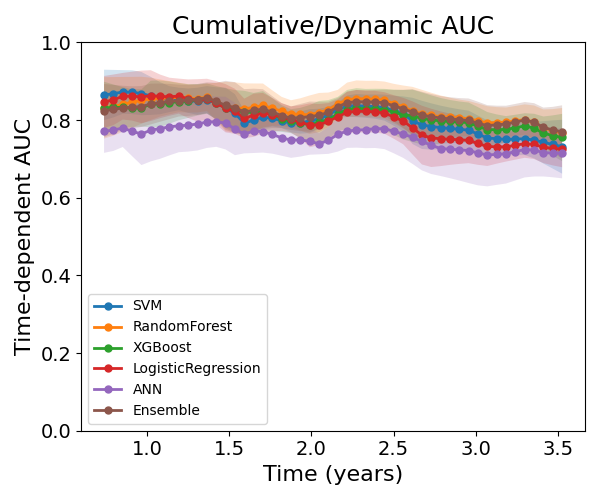 Cumulative/Dynamic AUC
Time-dependent AUC
1.0
0.8
0.6
0.4
0.2
0.0
SVM
RandomForest
XGBoost
LogisticRegression
ANN
Ensemble
1.0 1.5 2.0 2.5 3.0 3.5
Time (years)